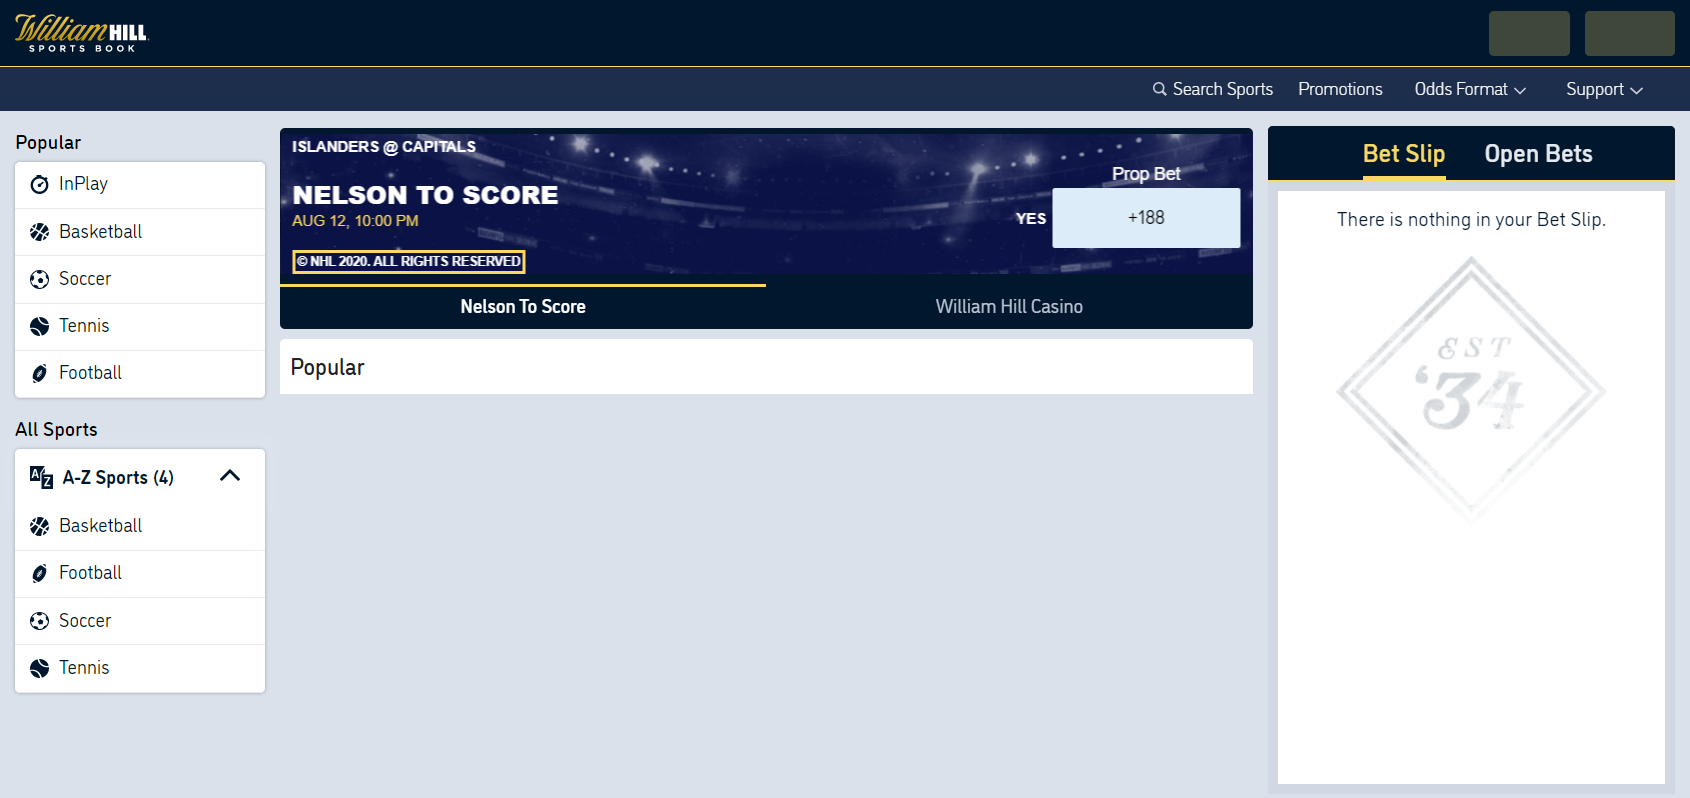 William HILL
SPORTS BOOK
Search Sports
Promotions
Odds Format
Support
Popular
InPlay
Basketball
Soccer
Tennis
Football
All Sports
A-Z Sports (4)
Basketball
Football
Soccer
Tennis
ISLANDERS @ CAPITALS
NELSON TO SCORE
AUG 12, 10:00 PM
© NHL 2020. ALL RIGHTS RESERVED
Prop Bet
YES
+188
Nelson To Score
William Hill Casino
Popular
Bet Slip
Open Bets
There is nothing in your Bet Slip.
EST
‘34